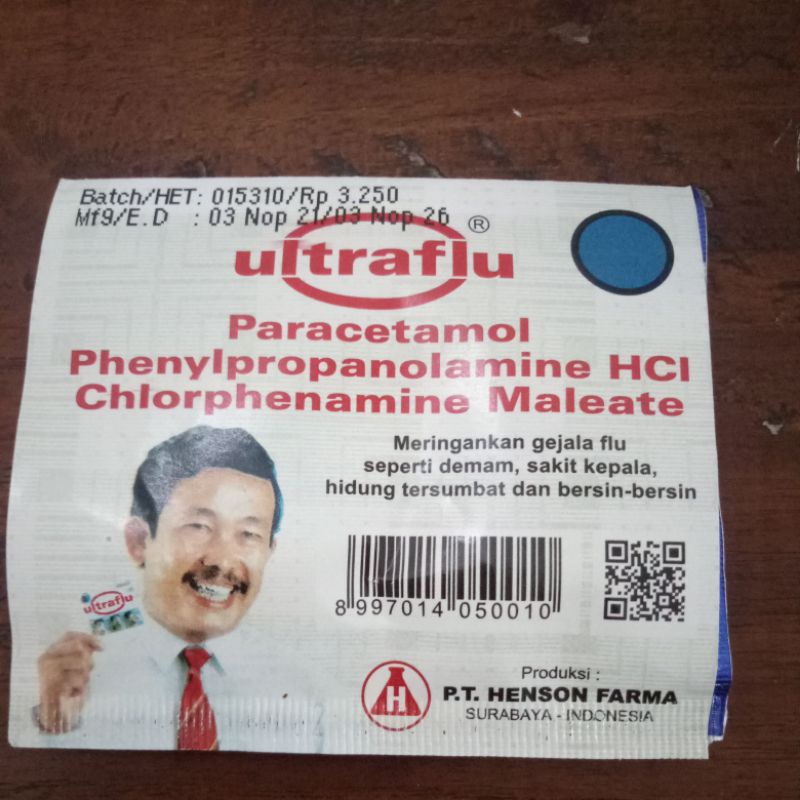 Batch/HET: 015310/Rp 3.250
Mfg/E.D : 03 Nop 21/03 Nop 26
ultraflu ®
Paracetamol
Phenylpropanolamine HCl
Chlorphenamine Maleate
Meringankan gejala flu
seperti demam, sakit kepala,
hidung tersumbat dan bersin-bersin
ultraflu
8 997014 050010
H
Produksi :
P.T. HENSON FARMA
SURABAYA - INDONESIA